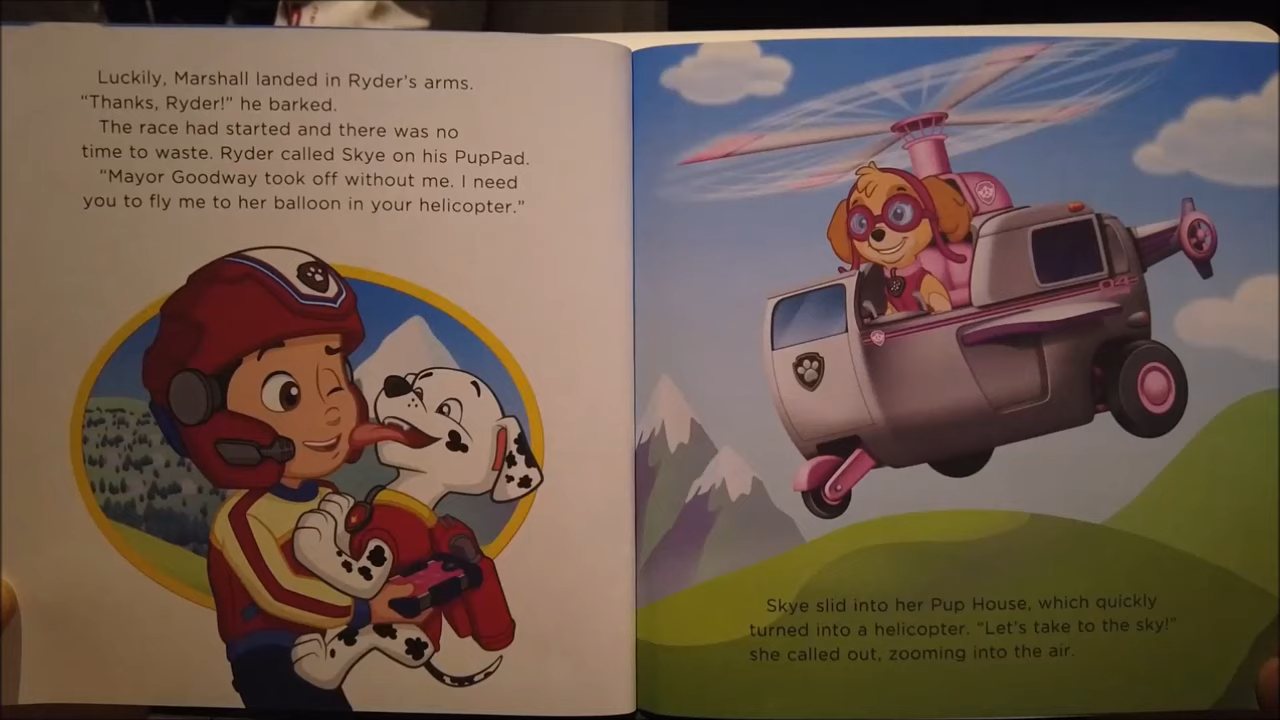 Luckily, Marshall landed in Ryder's arms.
"Thanks, Ryder!" he barked.
The race had started and there was no
time to waste. Ryder called Skye on his PupPad.
"Mayor Goodway took off without me. I need
you to fly me to her balloon in your helicopter."
04
Skye slid into her Pup House, which quickly
turned into a helicopter. "Let's take to the sky!"
she called out, zooming into the air.